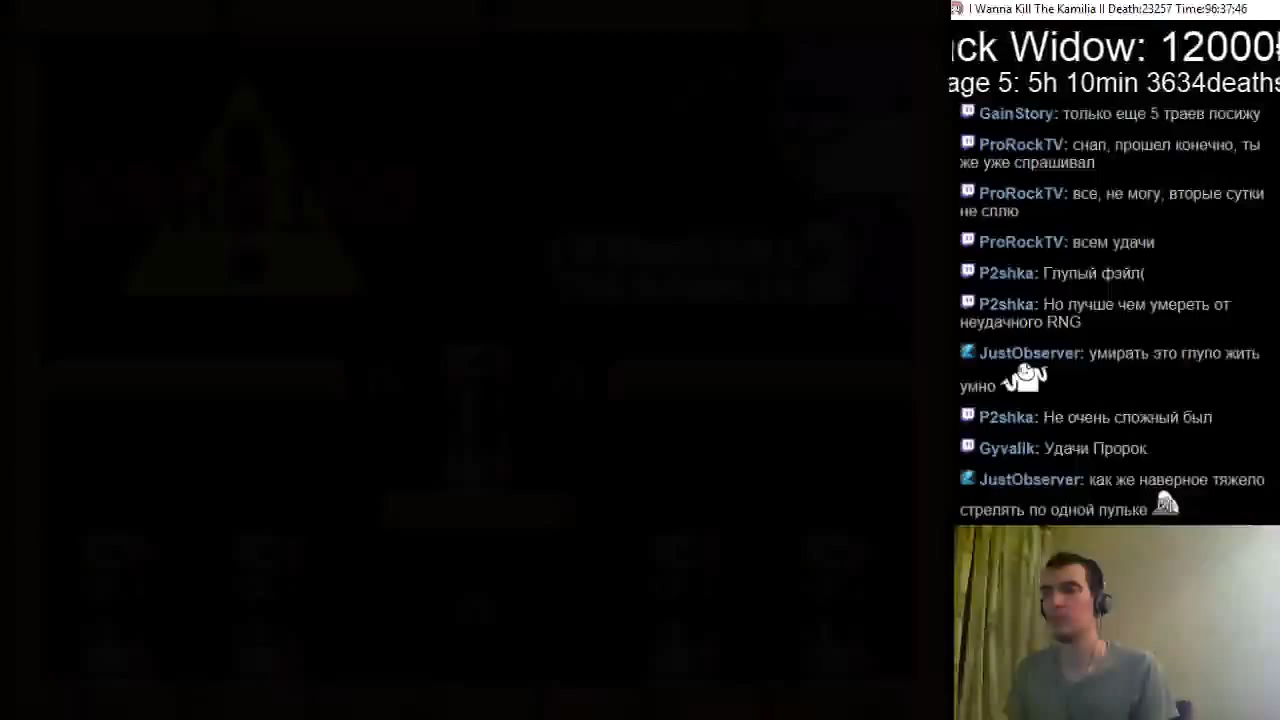 I Wanna Kill The Kamilia II Death:23257 Time:96:37:46
ck Widow: 12000
age 5: 5h 10min 3634deaths
GainStory: только еще 5 траев посижу
ProRockTV: снап, прошел конечно, ты
же уже спрашивал
ProRockTV: все, не могу, вторые сутки
не сплю
ProRockTV: всем удачи
P2shka: Глупый фэйл(
P2shka: Но лучше чем умереть от
неудачного RNG
JustObserver: умирать это глупо жить
умно
P2shka: Не очень сложный был
Gyvalik: Удачи Пророк
JustObserver: как же наверное тяжело
стрелять по одной пульке